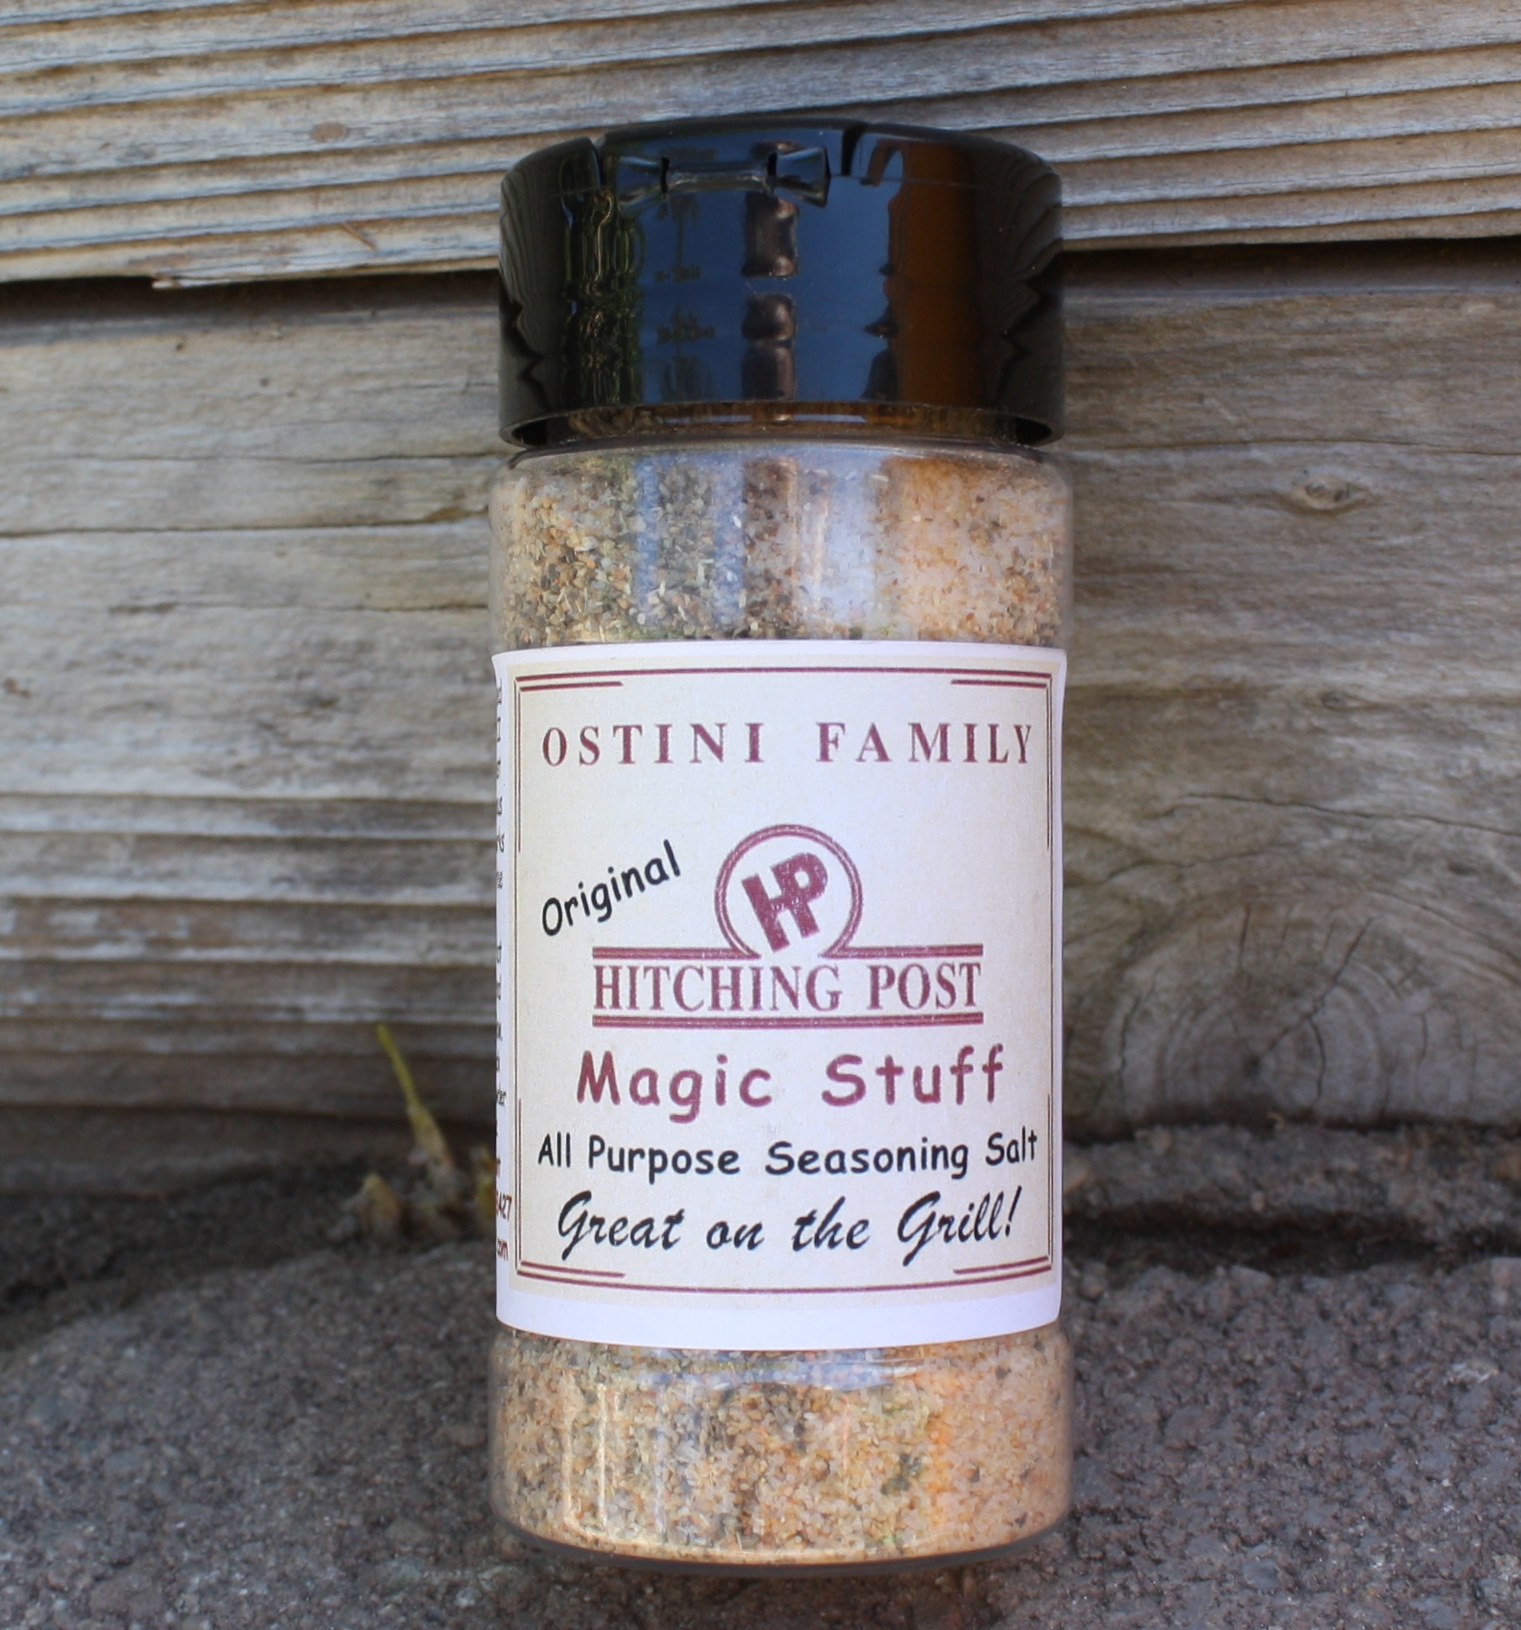 OSTINI FAMILY
Original
HP
HITCHING POST
Magic Stuff
All Purpose Seasoning Salt
Great on the Grill!